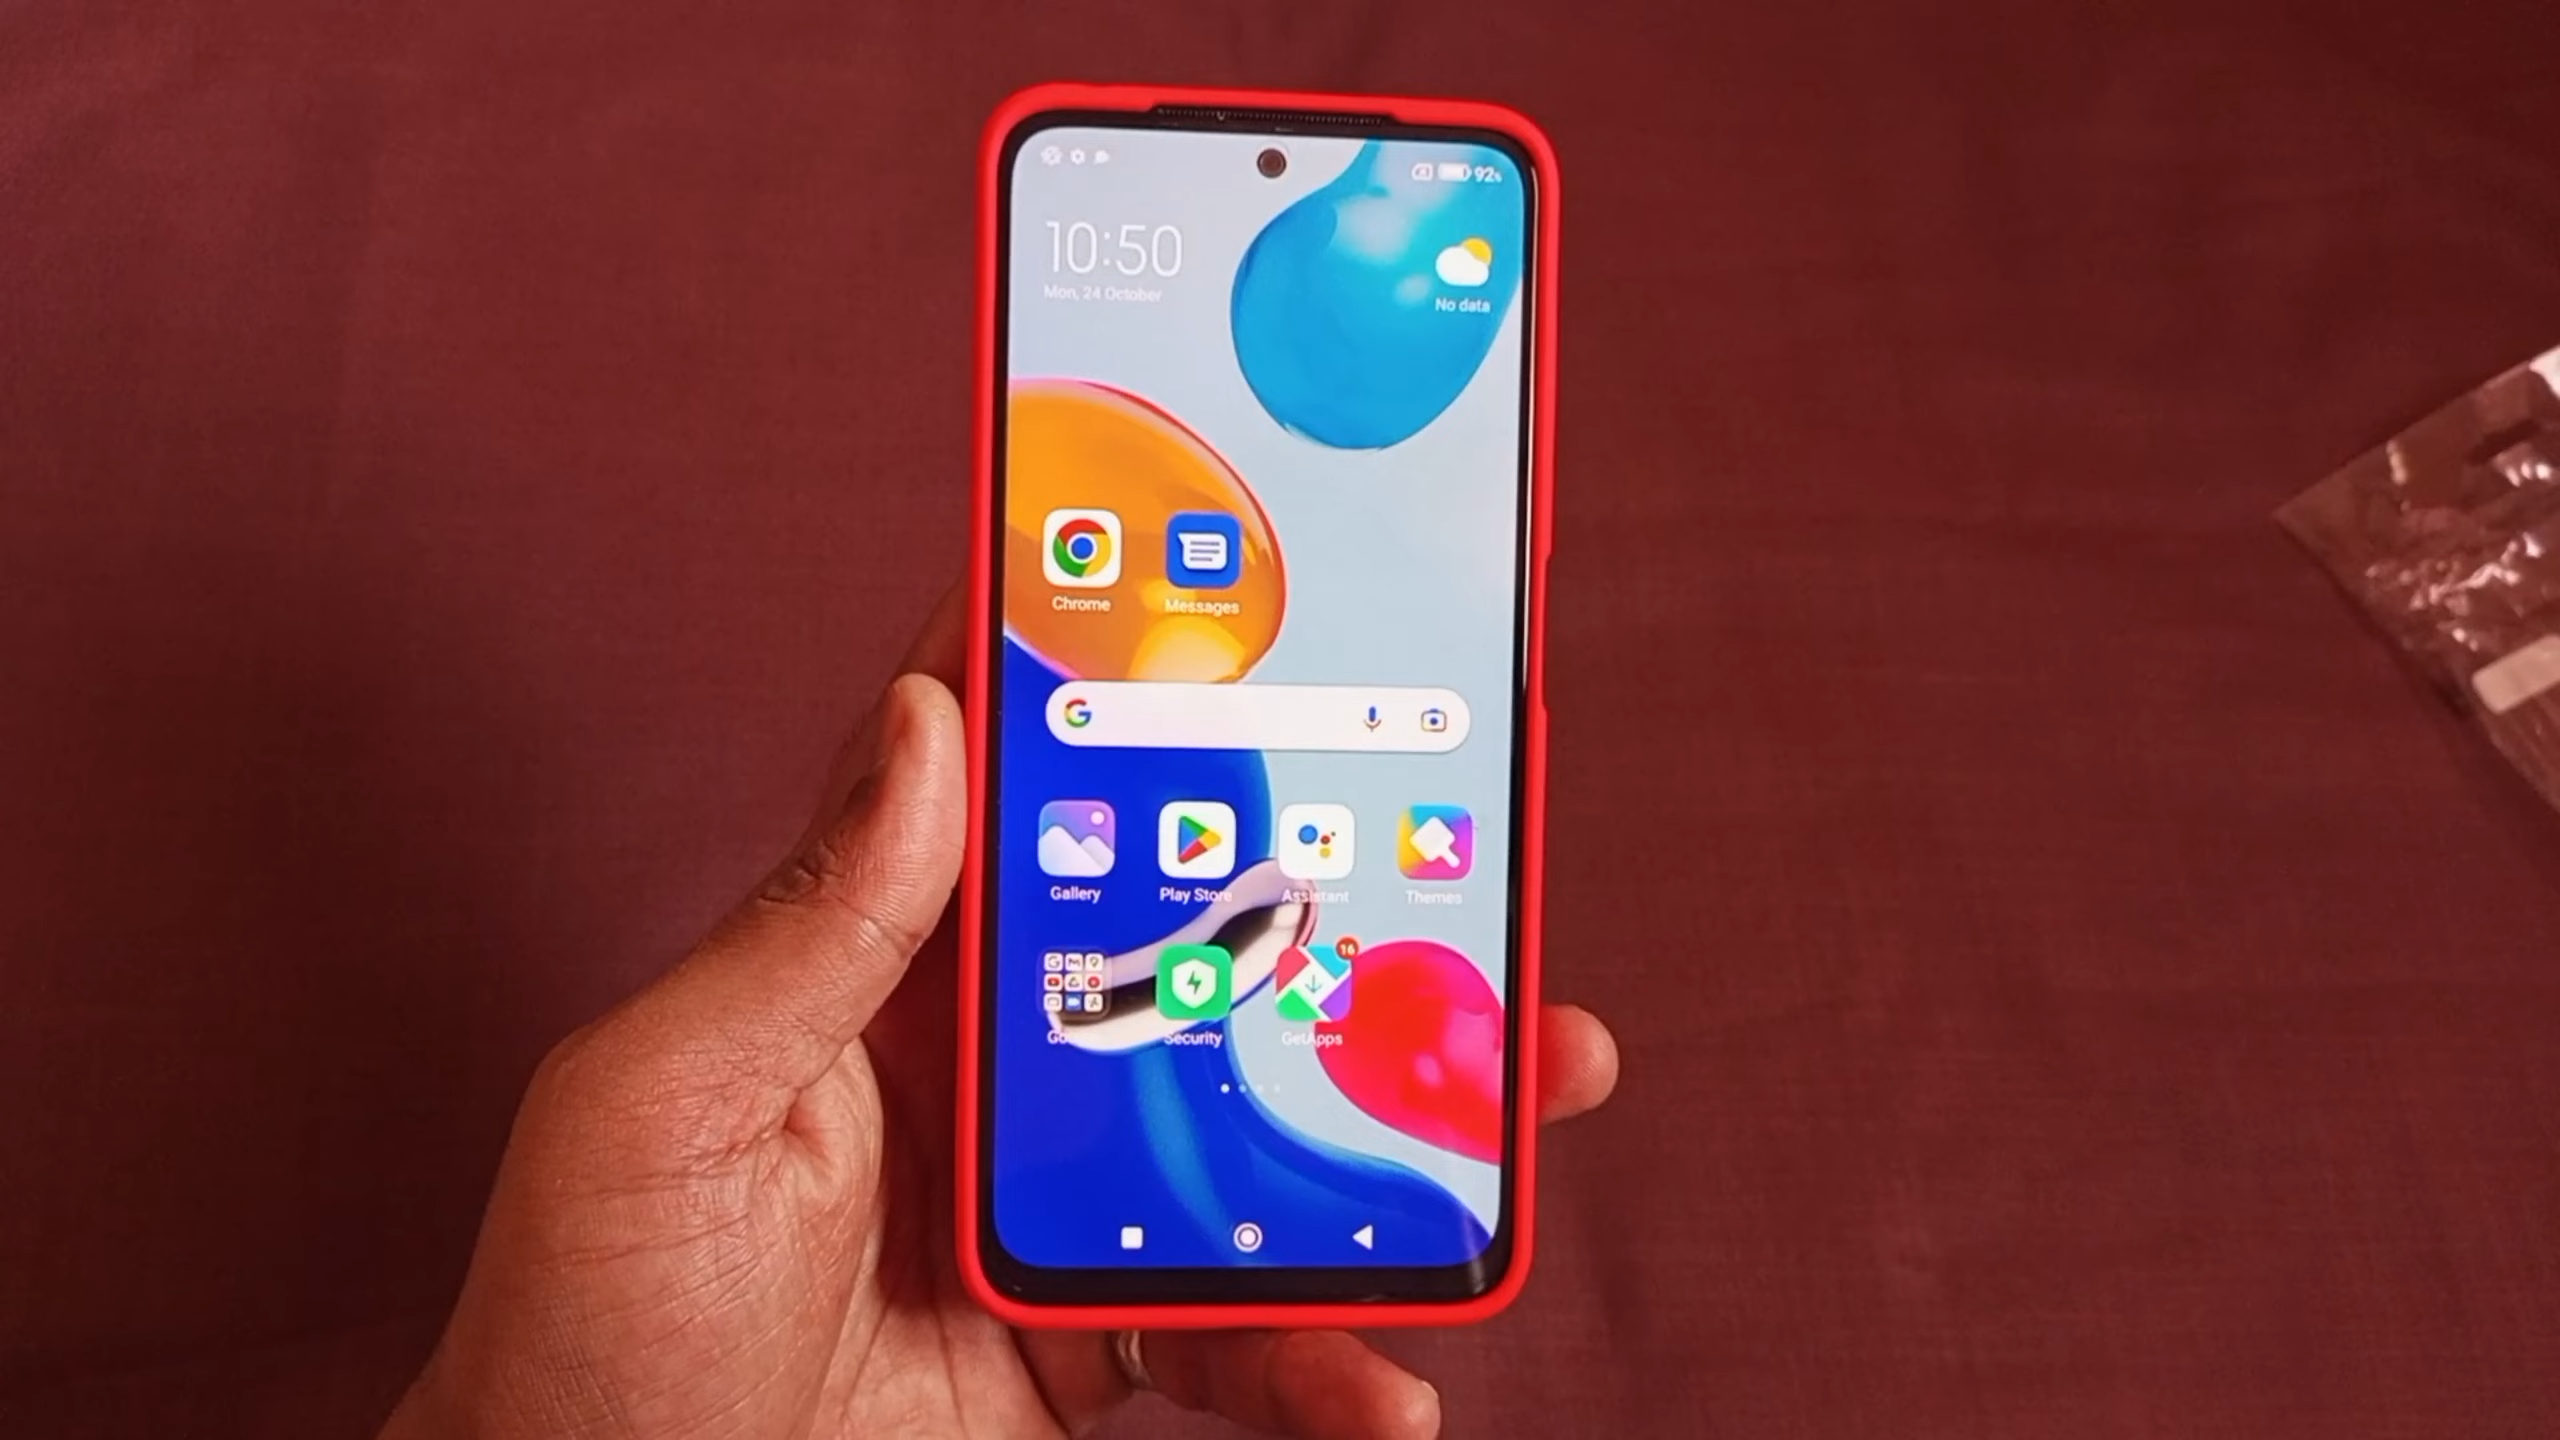 92%
10:50
Mon, 24 October
No data
Chrome
Messages
Gallery
Play Store
Assistant
Themes
16
Security
GetApps